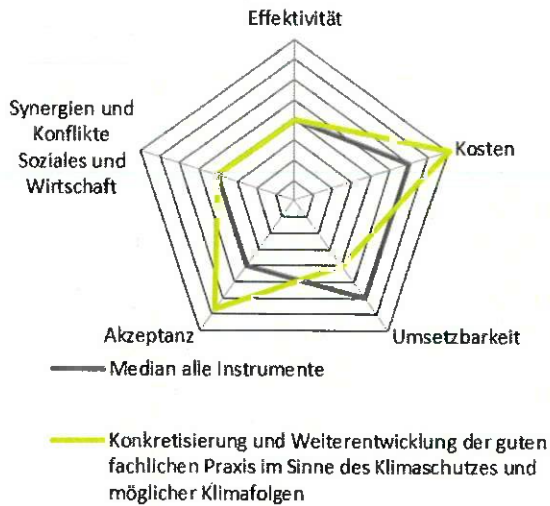 Effektivität
Synergien und
Konflikte
Soziales und
Wirtschaft
Kosten
Akzeptanz
Umsetzbarkeit
Median alle Instrumente
Konkretisierung und Weiterentwicklung der guten
fachlichen Praxis im Sinne des Klimaschutzes und
möglicher Klimafolgen